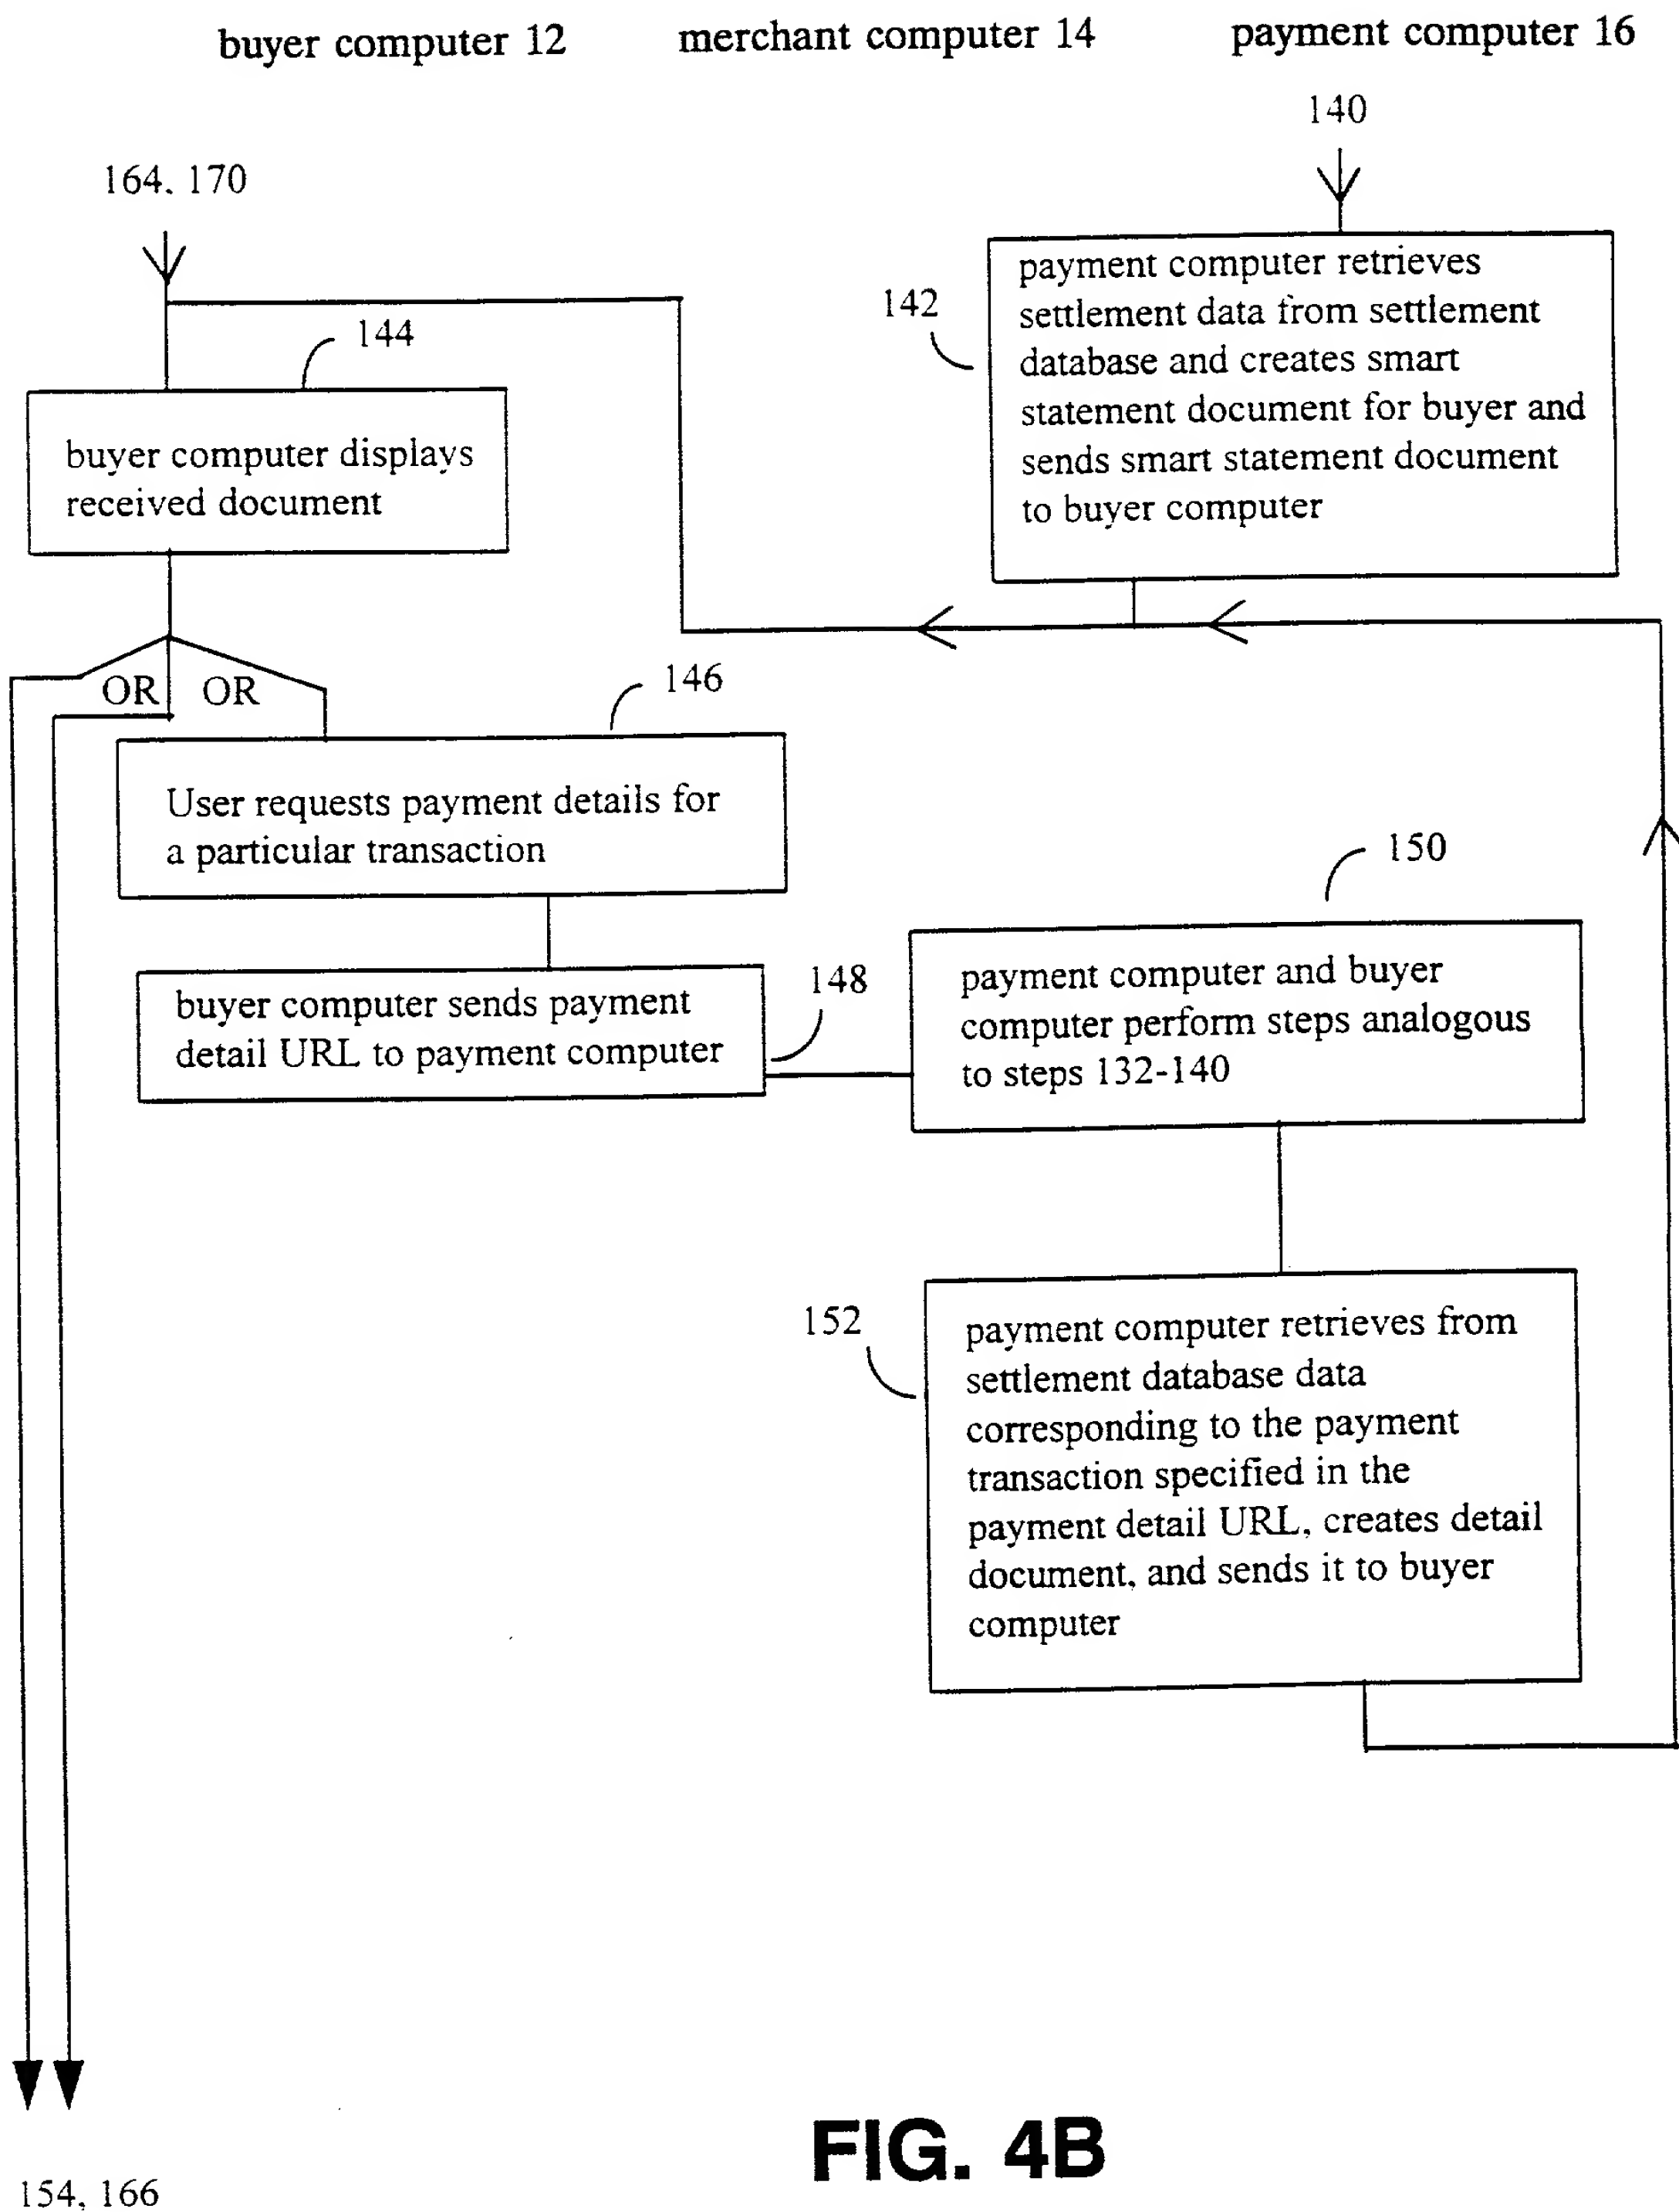 buyer computer 12 merchant computer 14 payment computer 16
140
164, 170
142
payment computer retrieves
settlement data from settlement
database and creates smart
statement document for buyer and
sends smart statement document
to buyer computer
144
buyer computer displays
received document
OR OR
146
User requests payment details for
a particular transaction
148
buyer computer sends payment
detail URL to payment computer
150
payment computer and buyer
computer perform steps analogous
to steps 132-140
152
payment computer retrieves from
settlement database data
corresponding to the payment
transaction specified in the
payment detail URL, creates detail
document, and sends it to buyer
computer
154, 166
FIG. 4B